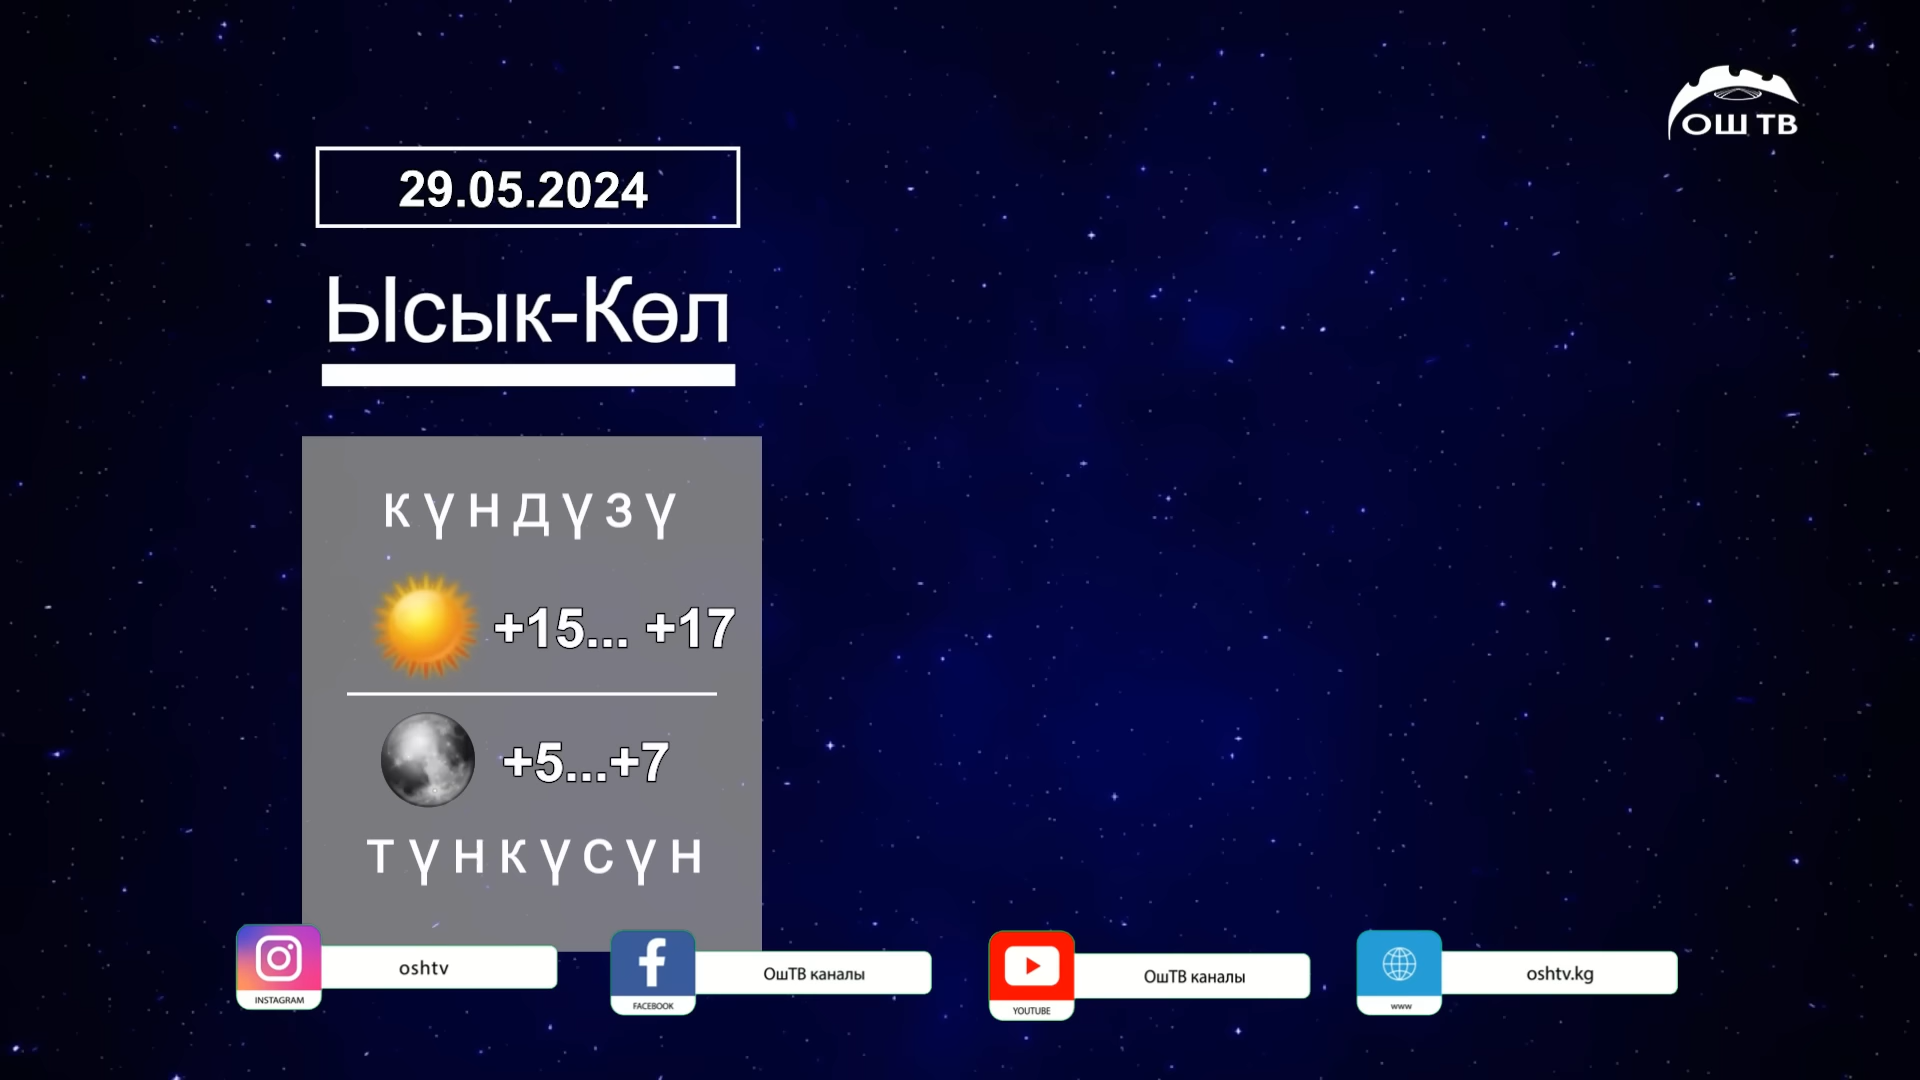 ОШ ТВ
29.05.2024
Ысык-Көл
КҮНДҮЗҮ
+15... +17
+5...+7
ТҮНКҮСҮН
oshtv
INSTAGRAM
ОшТВ каналы
FACEBOOK
ОшТВ каналы
YOUTUBE
oshtv.kg
www